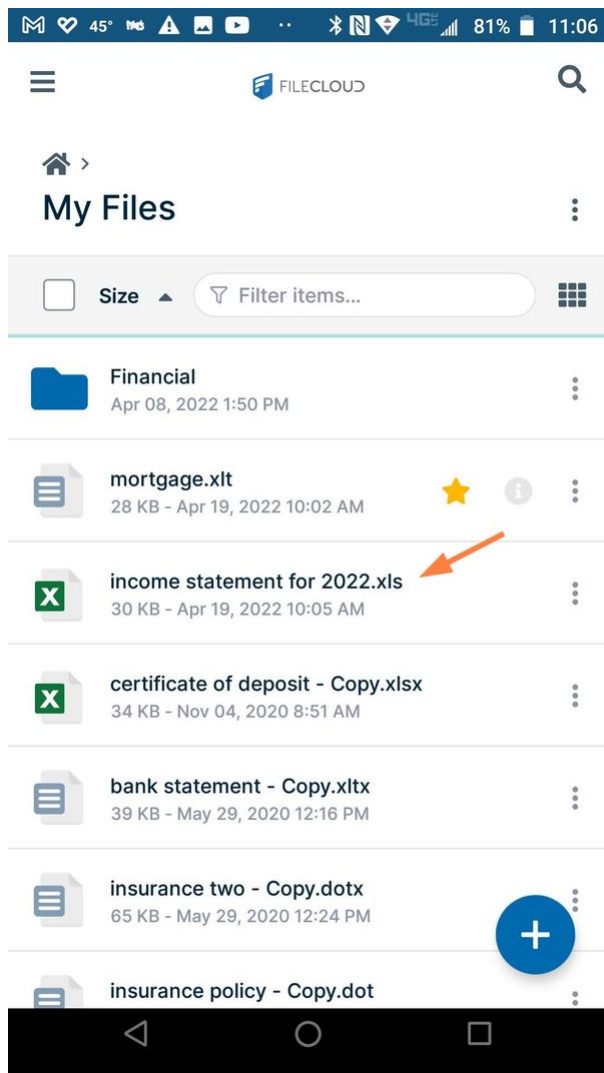 45° 4G 81% 11:06
FILECLOUD
My Files
Size Filter items...
Financial
Apr 08, 2022 1:50 PM
mortgage.xlt
28 KB - Apr 19, 2022 10:02 AM
income statement for 2022.xls
30 KB - Apr 19, 2022 10:05 AM
certificate of deposit - Copy.xlsx
34 KB - Nov 04, 2020 8:51 AM
bank statement - Copy.xltx
39 KB - May 29, 2020 12:16 PM
insurance two - Copy.dotx
65 KB - May 29, 2020 12:24 PM
insurance policy - Copy.dot